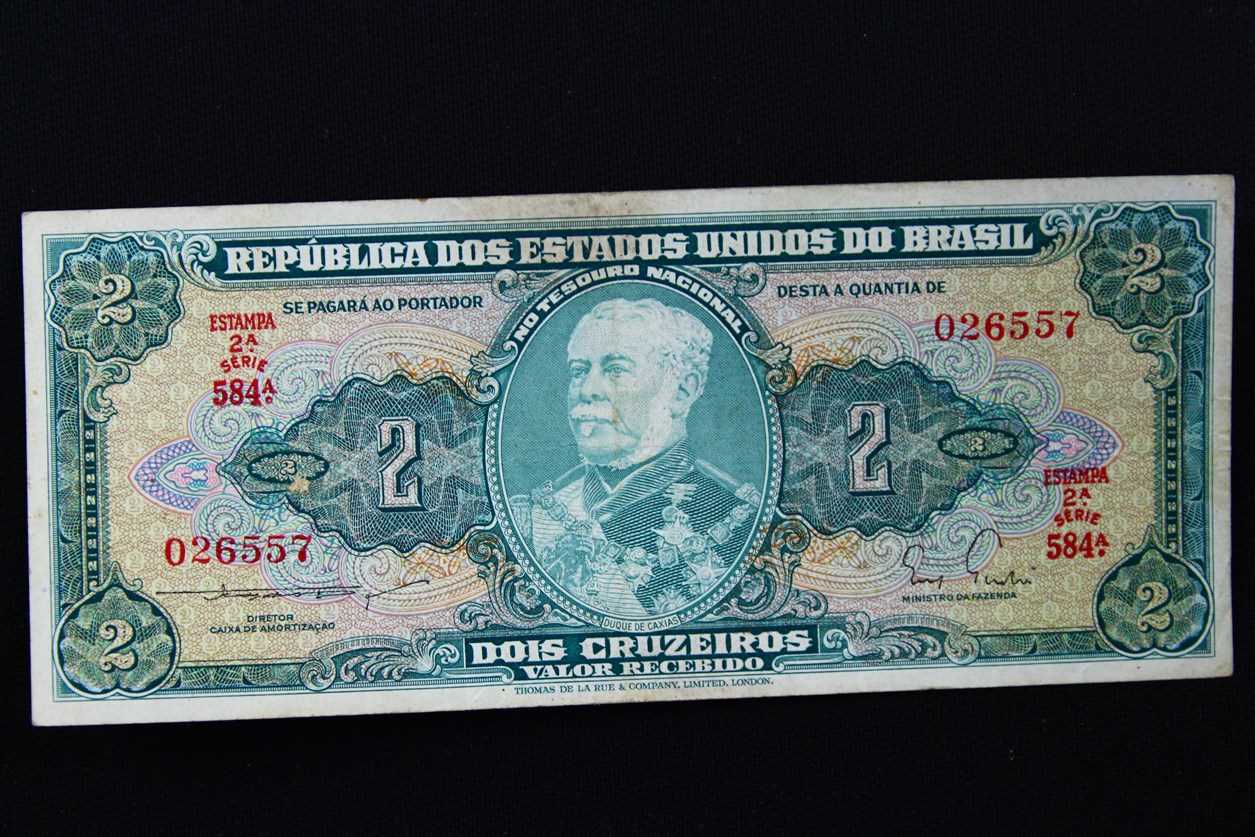 REPÚBLICA DOS ESTADOS UNIDOS DO BRASIL
2
2
SE PAGARÁ AO PORTADOR
NO TESOURO NACIONAL
DESTA A QUANTIA DE
ESTAMPA
2ª
SÉRIE
584ª
026557
2
2
2
2
ESTAMPA
2ª
SÉRIE
584ª
026557
DIRETOR
CAIXA DE AMORTIZAÇÃO
MINISTRO DA FAZENDA
2
2
DUQUE DE CAXIAS
DOIS CRUZEIROS
VALOR RECEBIDO
THOMAS DE LA RUE & COMPANY, LIMITED, LONDON.